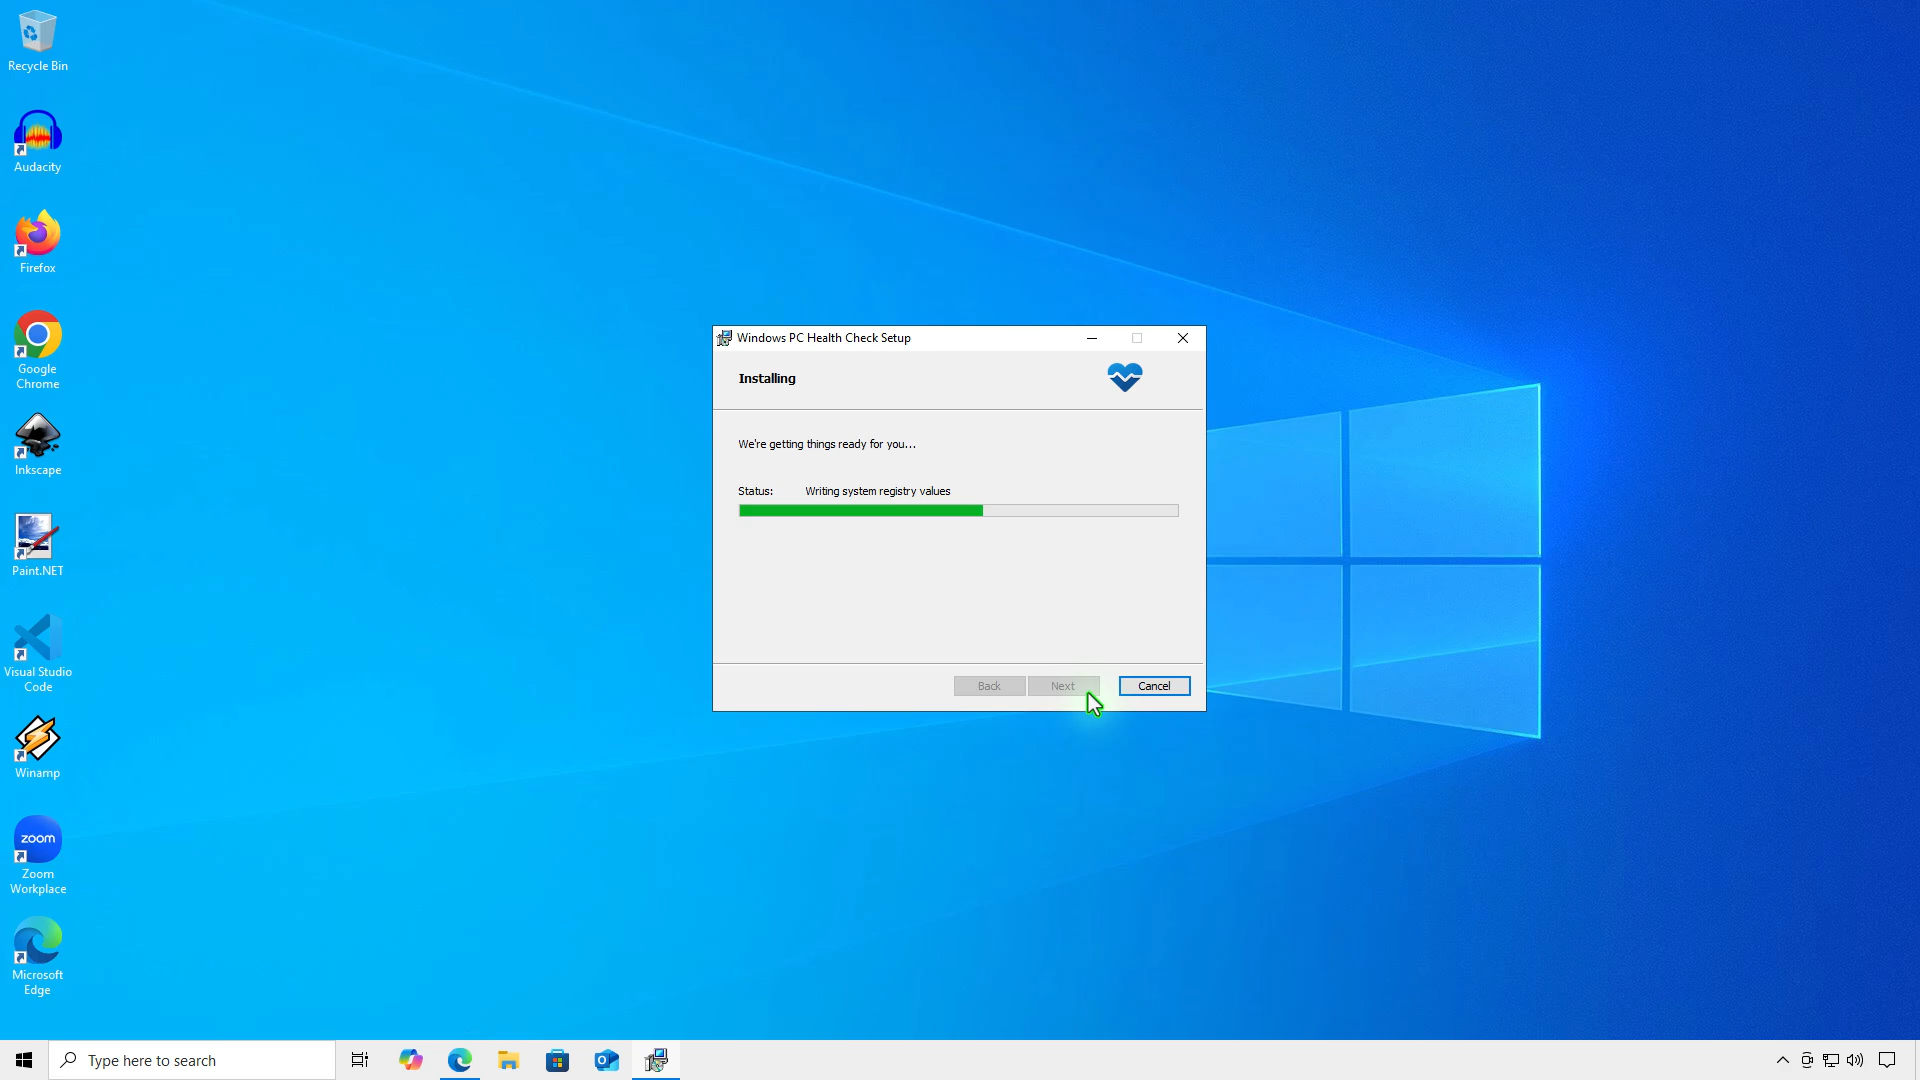 Recycle Bin
Audacity
Firefox
Google
Chrome
Inkscape
Paint.NET
Visual Studio
Code
Winamp
zoom
Zoom
Workplace
Microsoft
Edge
Windows PC Health Check Setup
Installing
We're getting things ready for you...
Status: Writing system registry values
Back Next Cancel
Type here to search